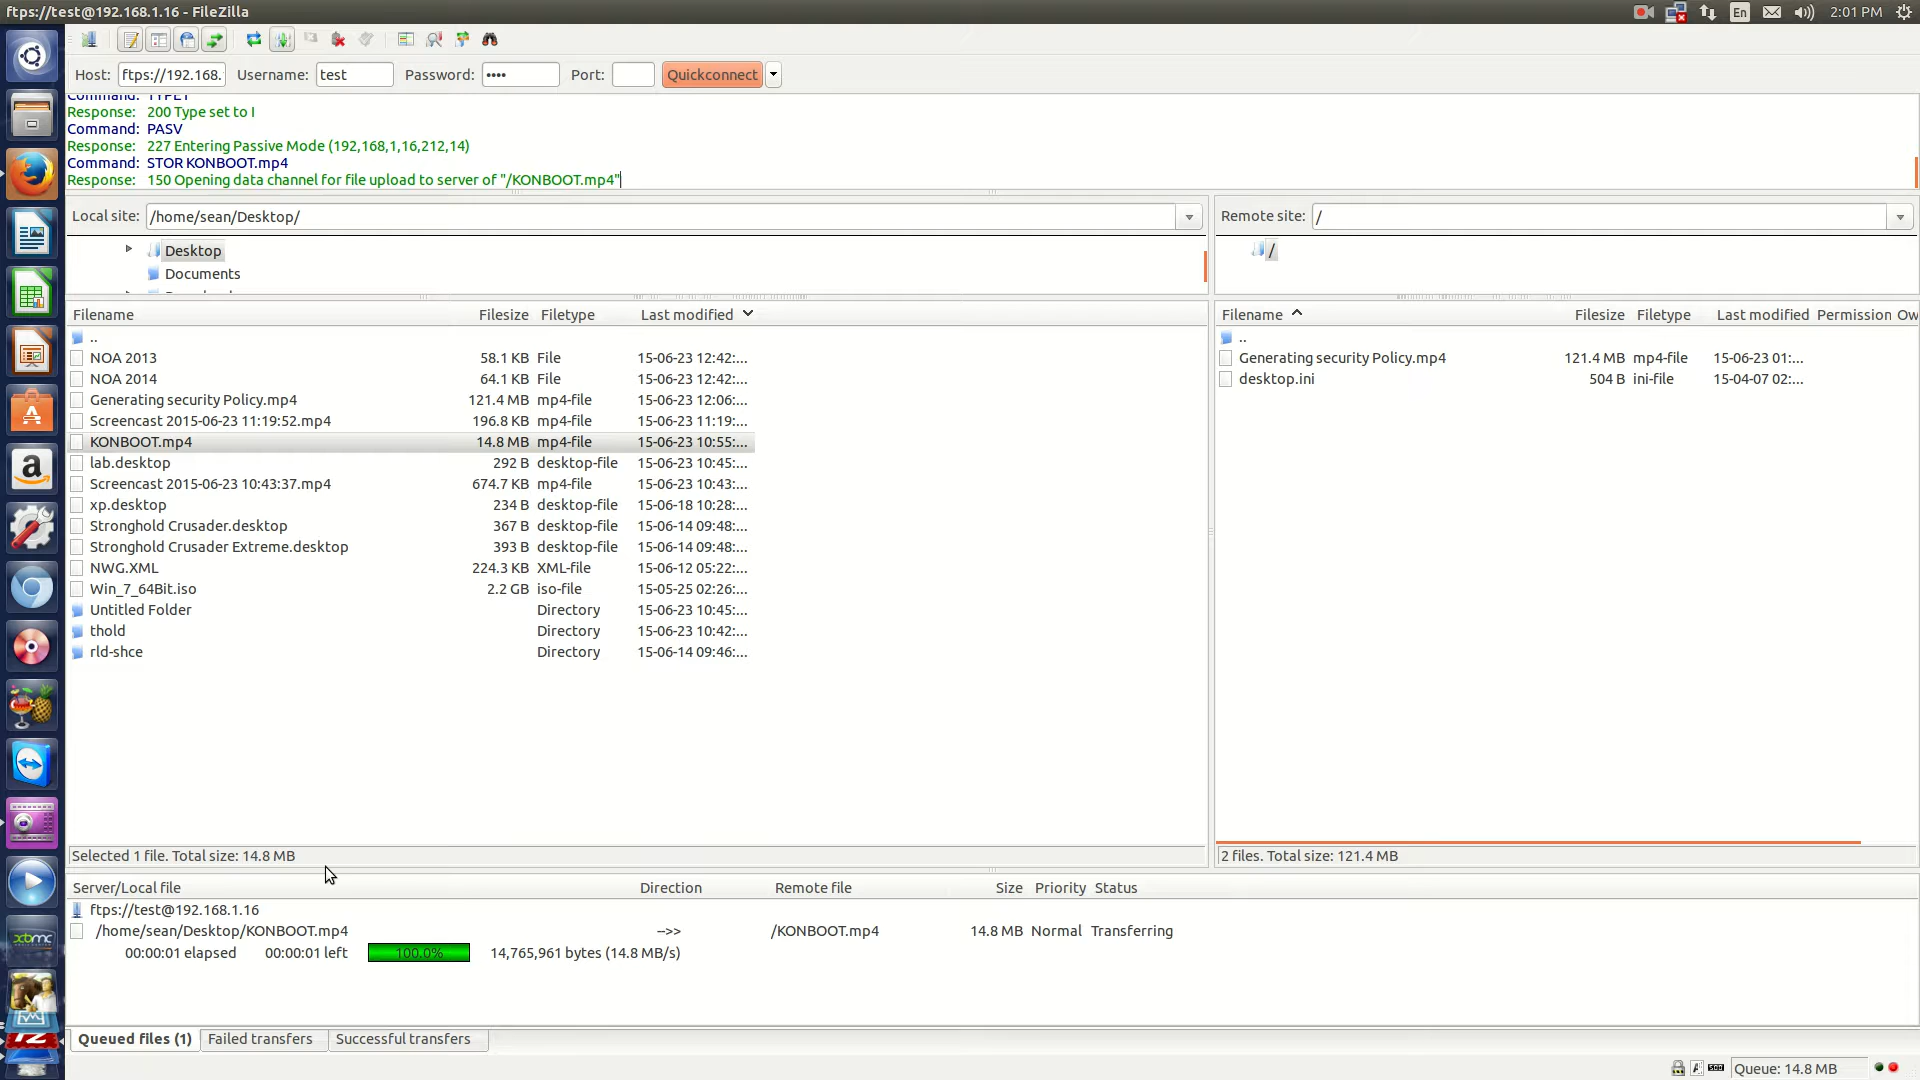 ftps://test@192.168.1.16 - FileZilla
En
2:01 PM
Host: ftps://192.168. Username: test Password: •••• Port: Quickconnect
Command: TYPE I
Response: 200 Type set to I
Command: PASV
Response: 227 Entering Passive Mode (192,168,1,16,212,14)
Command: STOR KONBOOT.mp4
Response: 150 Opening data channel for file upload to server of "/KONBOOT.mp4"
Local site: /home/sean/Desktop/
Remote site: /
Desktop
/
Documents
Filename Filesize Filetype Last modified
Filename Filesize Filetype Last modified Permission Ow
..
..
NOA 2013 58.1 KB File 15-06-23 12:42:...
Generating security Policy.mp4 121.4 MB mp4-file 15-06-23 01:...
NOA 2014 64.1 KB File 15-06-23 12:42:...
desktop.ini 504 B ini-file 15-04-07 02:...
Generating security Policy.mp4 121.4 MB mp4-file 15-06-23 12:06:...
Screencast 2015-06-23 11:19:52.mp4 196.8 KB mp4-file 15-06-23 11:19:...
KONBOOT.mp4 14.8 MB mp4-file 15-06-23 10:55:...
lab.desktop 292 B desktop-file 15-06-23 10:45:...
Screencast 2015-06-23 10:43:37.mp4 674.7 KB mp4-file 15-06-23 10:43:...
xp.desktop 234 B desktop-file 15-06-18 10:28:...
Stronghold Crusader.desktop 367 B desktop-file 15-06-14 09:48:...
Stronghold Crusader Extreme.desktop 393 B desktop-file 15-06-14 09:48:...
NWG.XML 224.3 KB XML-file 15-06-12 05:22:...
Win_7_64Bit.iso 2.2 GB iso-file 15-05-25 02:26:...
Untitled Folder Directory 15-06-23 10:45:...
thold Directory 15-06-23 10:42:...
rld-shce Directory 15-06-14 09:46:...
Selected 1 file. Total size: 14.8 MB
2 files. Total size: 121.4 MB
Server/Local file Direction Remote file Size Priority Status
ftps://test@192.168.1.16
/home/sean/Desktop/KONBOOT.mp4 -->> /KONBOOT.mp4 14.8 MB Normal Transferring
00:00:01 elapsed 00:00:01 left 100.0% 14,765,961 bytes (14.8 MB/s)
Queued files (1) Failed transfers Successful transfers
Queue: 14.8 MB
xbmc